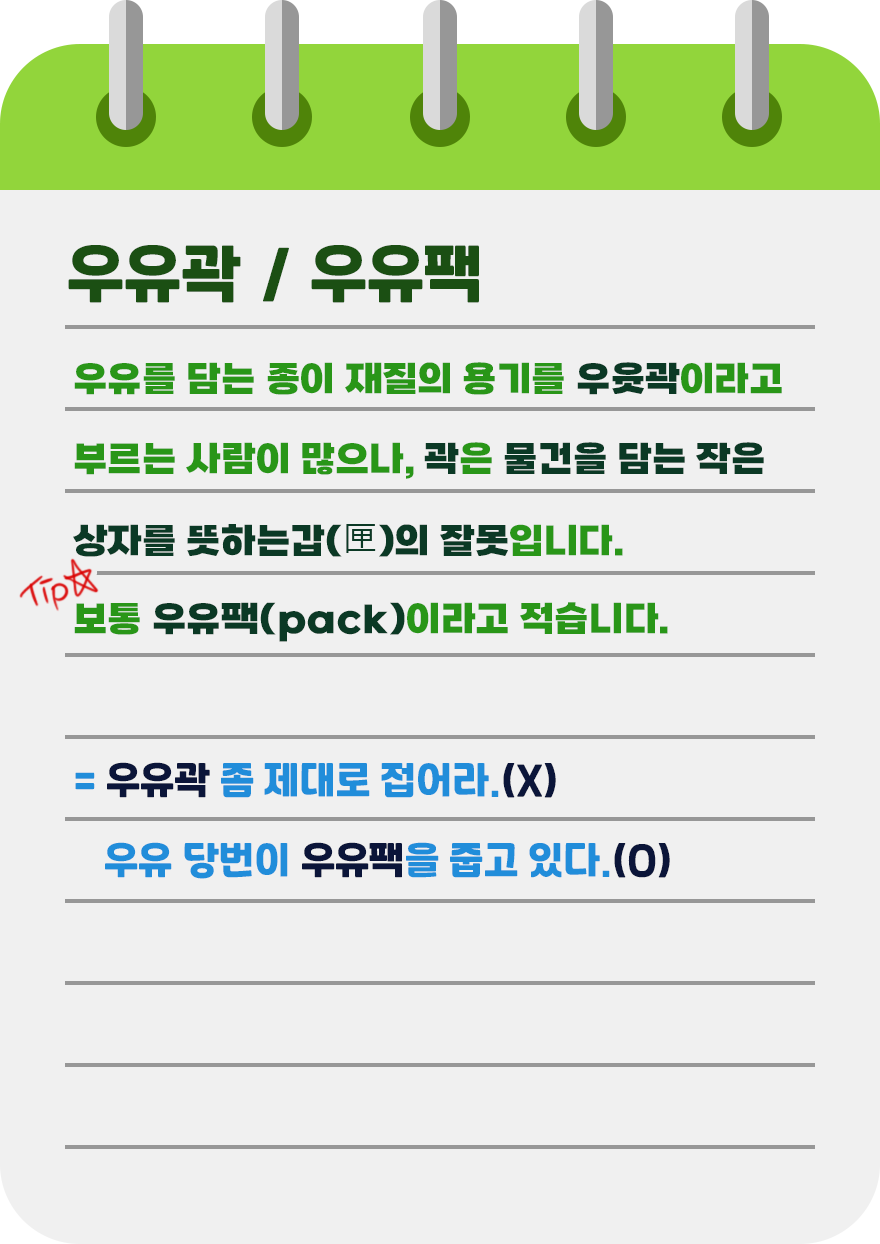 우유곽 / 우유팩
우유를 담는 종이 재질의 용기를 우윳곽이라고
부르는 사람이 많으나, 곽은 물건을 담는 작은
상자를 뜻하는갑(匣)의 잘못입니다.
Tip☆
보통 우유팩(pack)이라고 적습니다.
= 우유곽 좀 제대로 접어라.(X)
우유 당번이 우유팩을 줍고 있다.(O)